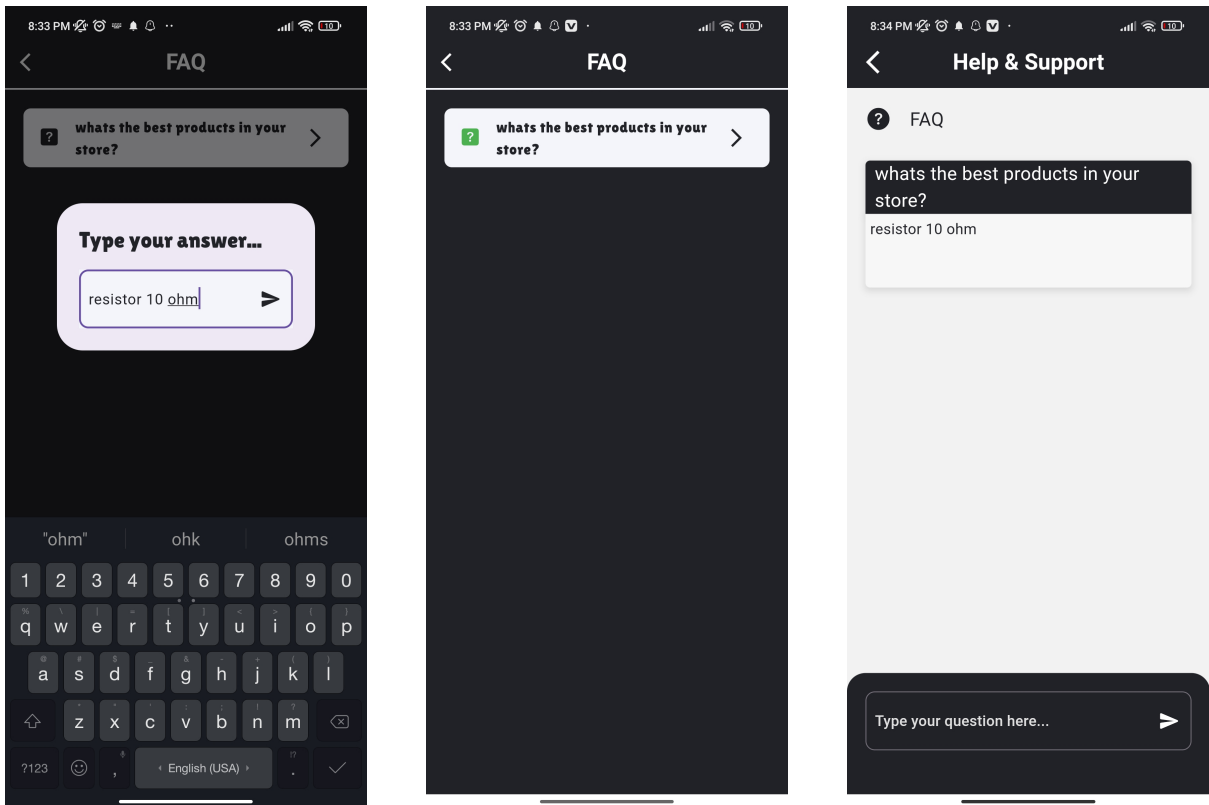 8:33 PM
10
FAQ
whats the best products in your
store?
Type your answer...
resistor 10 ohm
"ohm" ohk ohms
1 2 3 4 5 6 7 8 9 0
q w e r t y u i o p
a s d f g h j k l
z x c v b n m
?123 , English (USA) .
8:33 PM
10
FAQ
whats the best products in your
store?
8:34 PM
10
Help & Support
FAQ
whats the best products in your
store?
resistor 10 ohm
Type your question here...